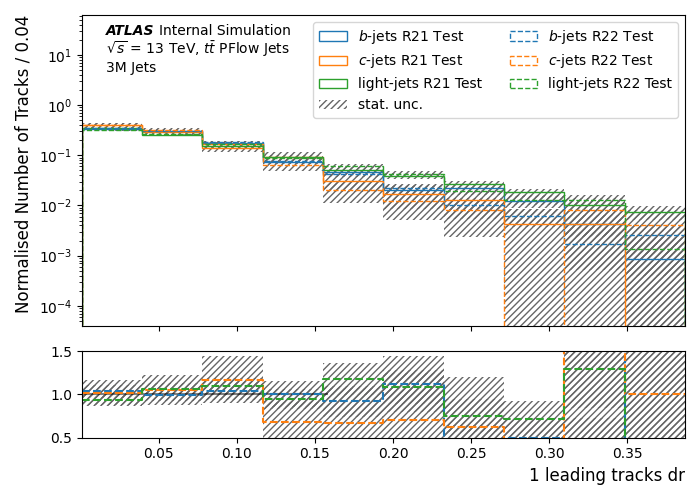 Normalised Number of Tracks / 0.04
ATLAS Internal Simulation
√s = 13 TeV, tt̄ PFlow Jets
3M Jets
b-jets R21 Test
c-jets R21 Test
light-jets R21 Test
stat. unc.
b-jets R22 Test
c-jets R22 Test
light-jets R22 Test
10¹
10⁰
10⁻¹
10⁻²
10⁻³
10⁻⁴
1.5
1.0
0.5
0.05 0.10 0.15 0.20 0.25 0.30 0.35
1 leading tracks dr